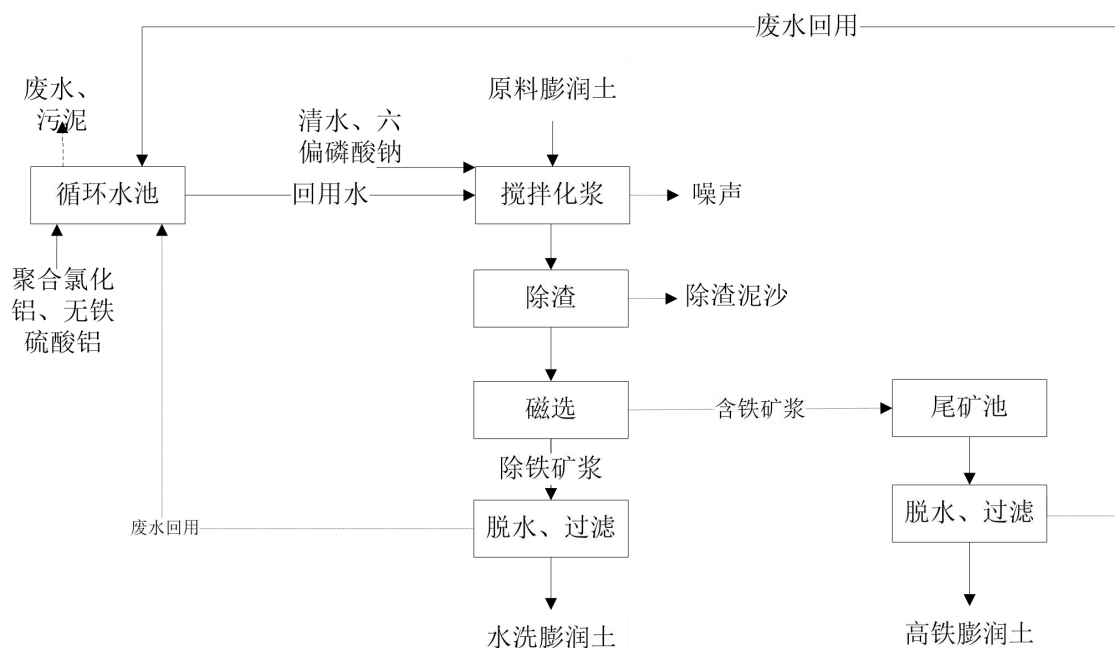 废水回用
废水、
污泥
原料膨润土
清水、六
偏磷酸钠
循环水池
回用水
搅拌化浆
噪声
聚合氯化
铝、无铁
硫酸铝
除渣
除渣泥沙
磁选
含铁矿浆
尾矿池
除铁矿浆
废水回用
脱水、过滤
脱水、过滤
水洗膨润土
高铁膨润土